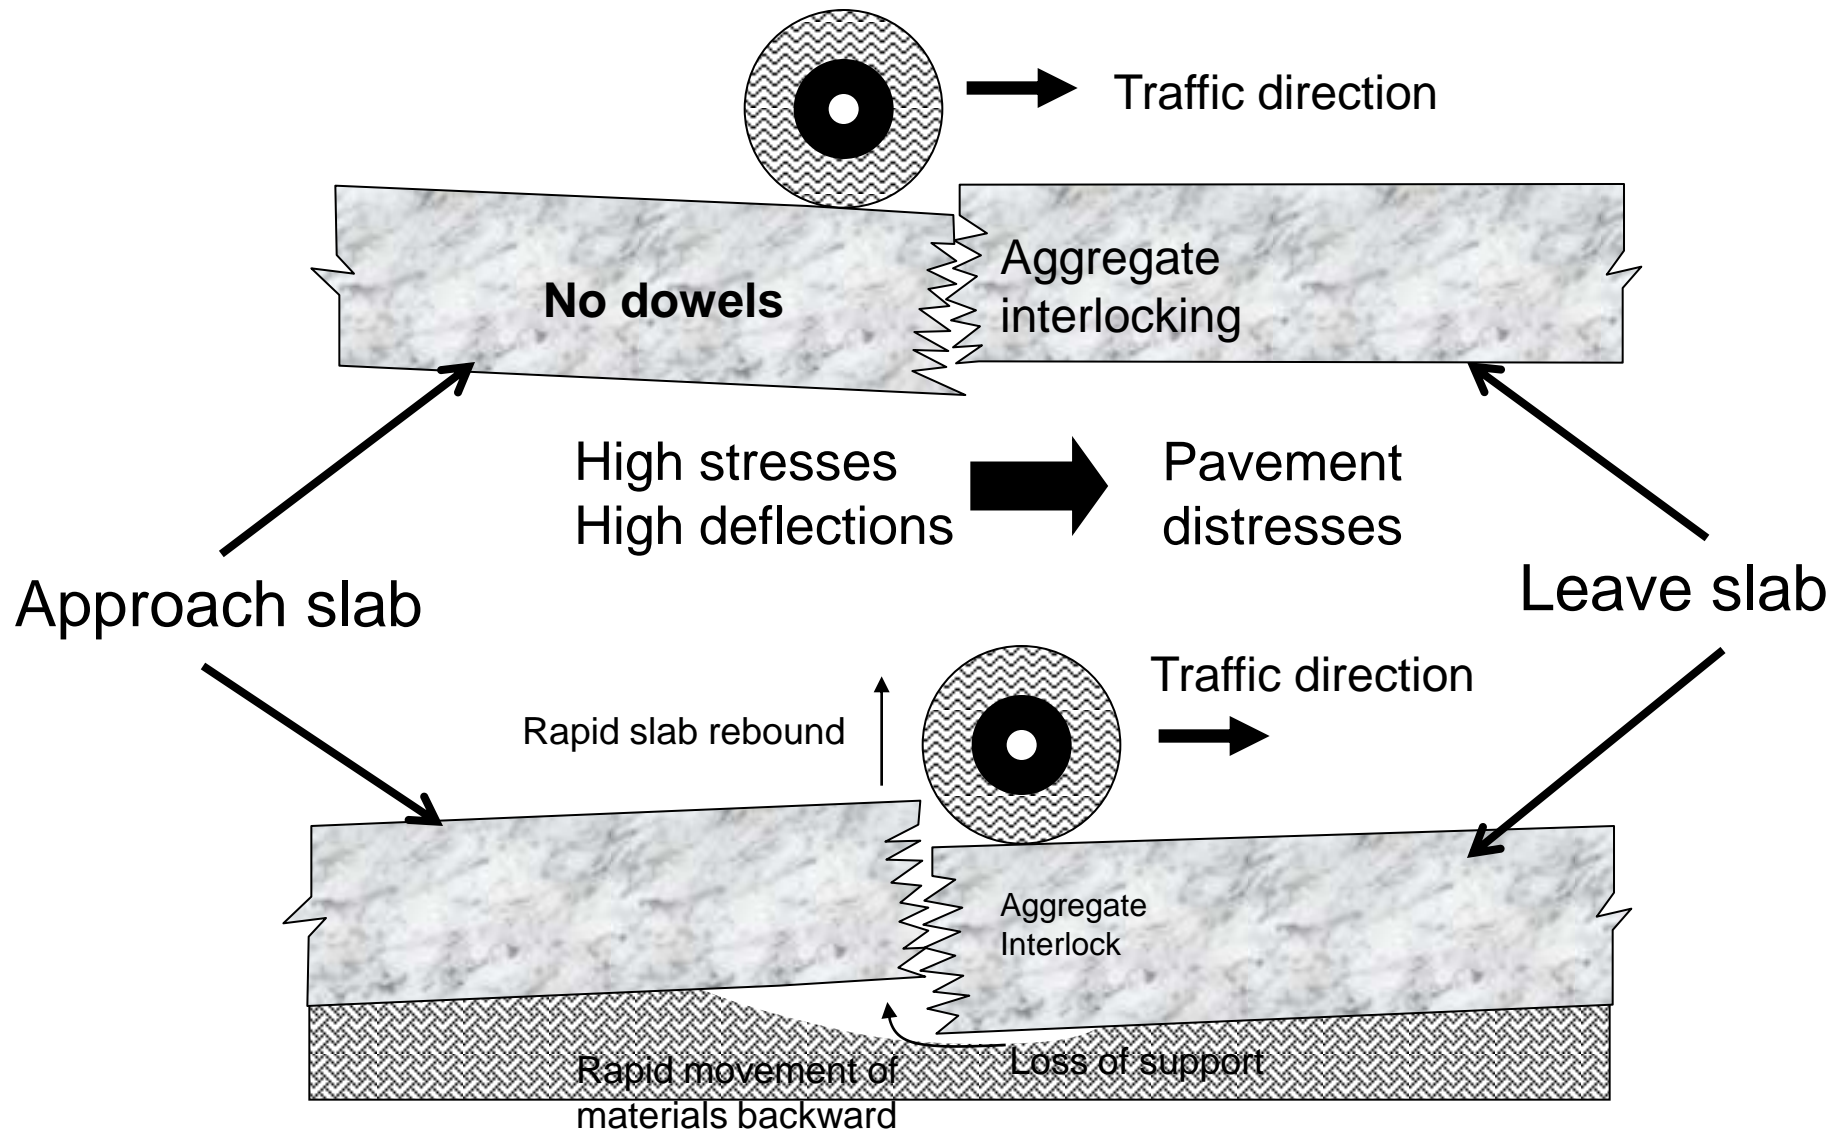 Traffic direction
No dowels
Aggregate
interlocking
High stresses
High deflections
Pavement
distresses
Approach slab
Leave slab
Traffic direction
Rapid slab rebound
Aggregate
Interlock
Rapid movement of
materials backward
Loss of support